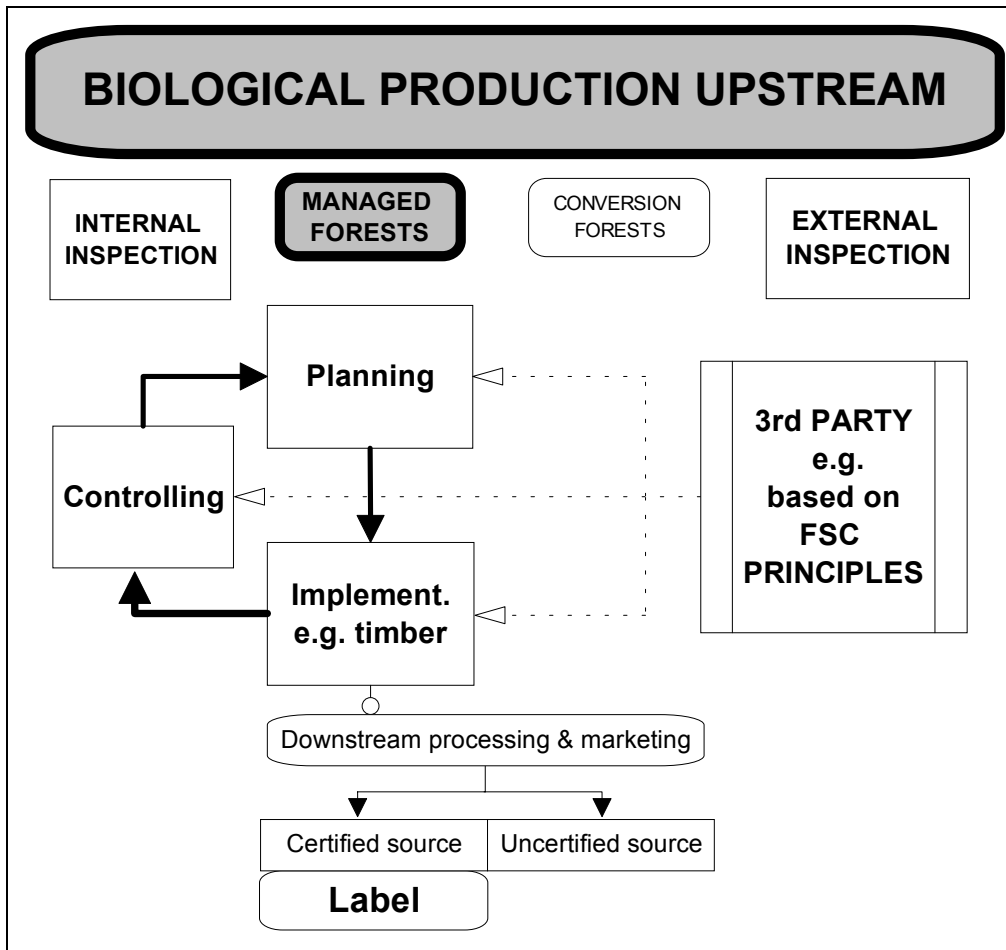 BIOLOGICAL PRODUCTION UPSTREAM
INTERNAL
INSPECTION
MANAGED
FORESTS
CONVERSION
FORESTS
EXTERNAL
INSPECTION
Planning
Controlling
3rd PARTY
e.g.
based on
FSC
PRINCIPLES
Implement.
e.g. timber
Downstream processing & marketing
Certified source
Uncertified source
Label